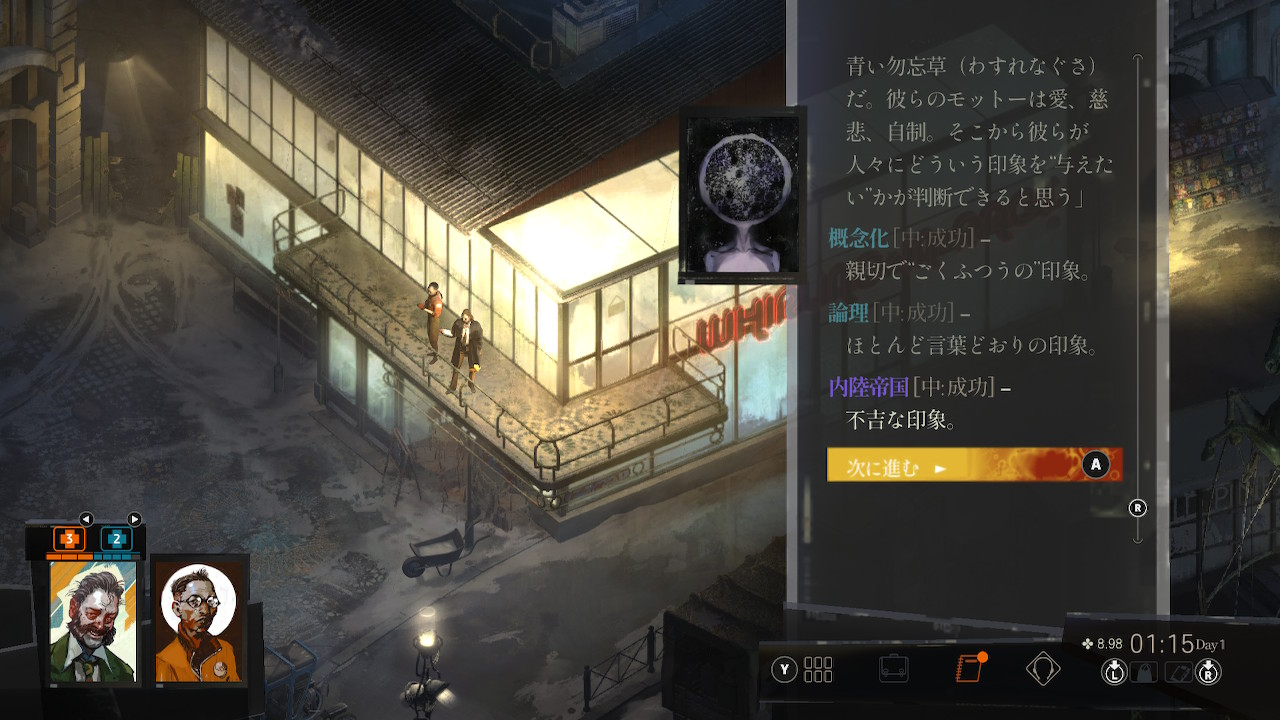 青い勿忘草（わすれなぐさ）
だ。彼らのモットーは愛、慈
悲、自制。そこから彼らが
人々にどういう印象を"与えた
い"かが判断できると思う」
概念化［中:成功］–
親切で"ごくふつうの"印象。
論理［中:成功］–
ほとんど言葉どおりの印象。
内陸帝国［中:成功］–
不吉な印象。
次に進む ► A
R
WHIR
3 2
Y
8.98 01:15 Day 1
L R